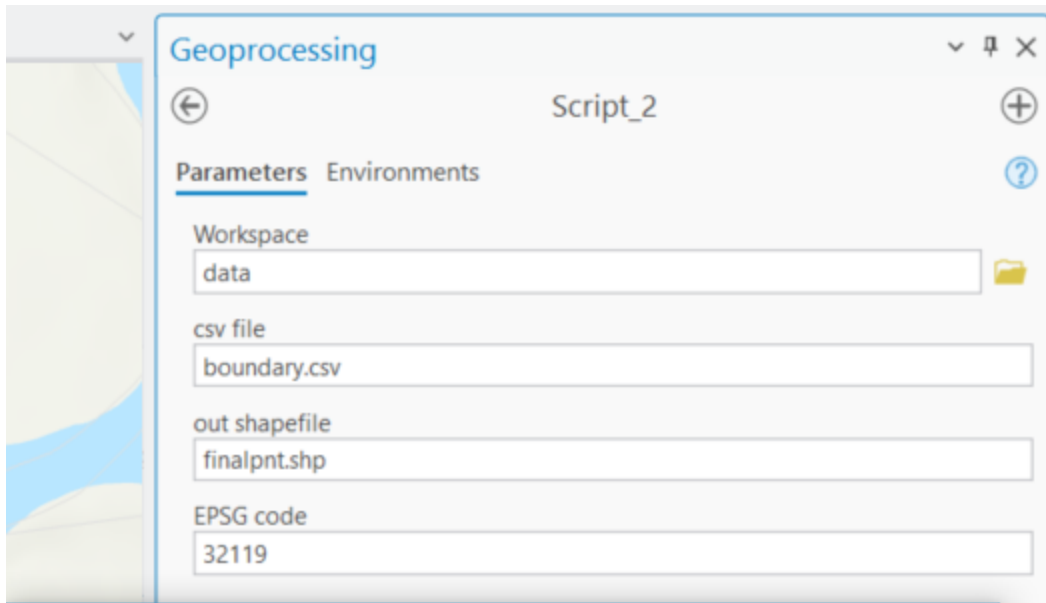 Geoprocessing
Script_2
Parameters Environments
Workspace
data
csv file
boundary.csv
out shapefile
finalpnt.shp
EPSG code
32119